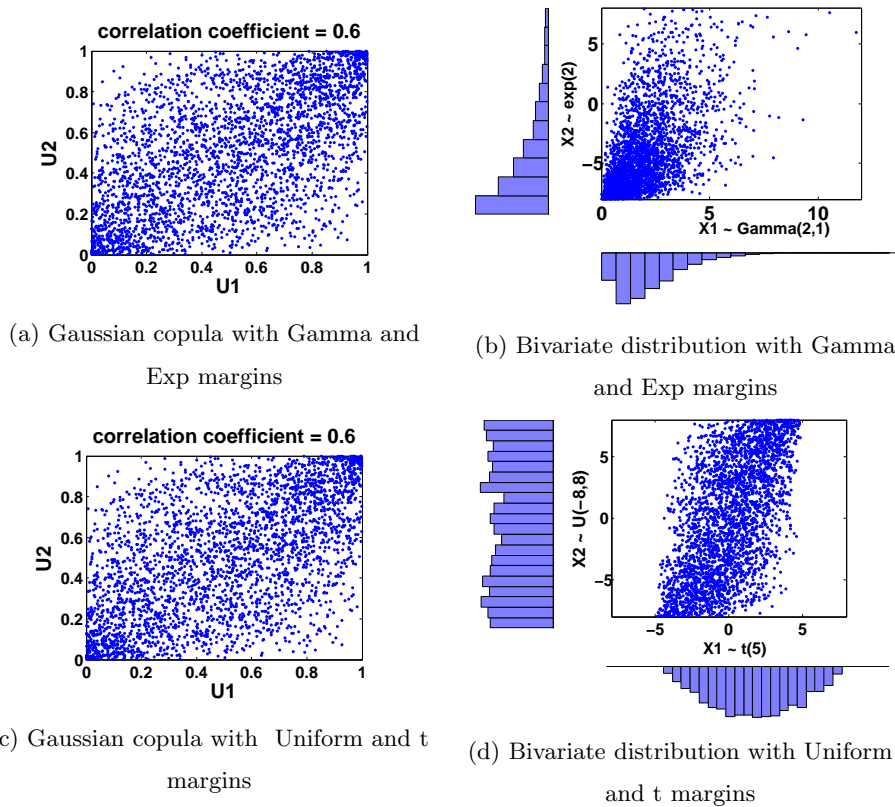 correlation coefficient = 0.6
1
0.8
0.6
0.4
0.2
0
U2
0 0.2 0.4 0.6 0.8 1
U1
(a) Gaussian copula with Gamma and
Exp margins
5
0
−5
X2 ~ exp(2)
0 5 10
X1 ~ Gamma(2,1)
(b) Bivariate distribution with Gamma
and Exp margins
correlation coefficient = 0.6
1
0.8
0.6
0.4
0.2
0
U2
0 0.2 0.4 0.6 0.8 1
U1
c) Gaussian copula with Uniform and t
margins
5
0
−5
X2 ~ U(−8,8)
−5 0 5
X1 ~ t(5)
(d) Bivariate distribution with Uniform
and t margins